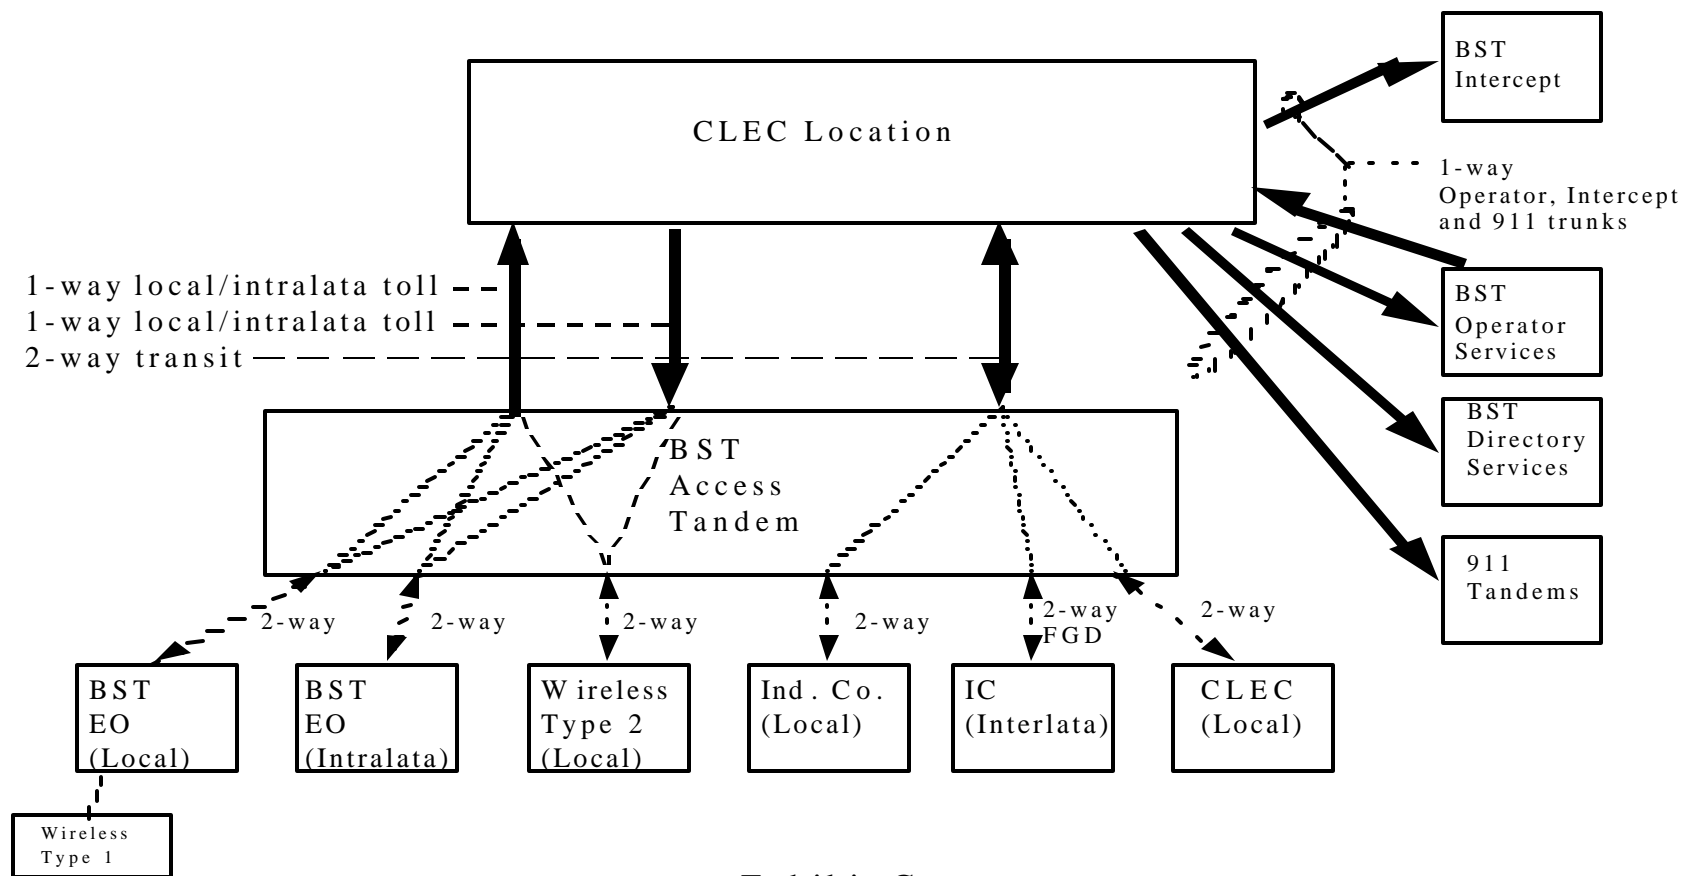 BST
Intercept
CLEC Location
1-way
Operator, Intercept
and 911 trunks
1-way local/intralata toll
1-way local/intralata toll
2-way transit
BST
Operator
Services
BST
Directory
Services
BST
Access
Tandem
911
Tandems
2-way
2-way
2-way
2-way
2-way
FGD
2-way
BST
EO
(Local)
BST
EO
(Intralata)
Wireless
Type 2
(Local)
Ind. Co.
(Local)
IC
(Interlata)
CLEC
(Local)
Wireless
Type 1